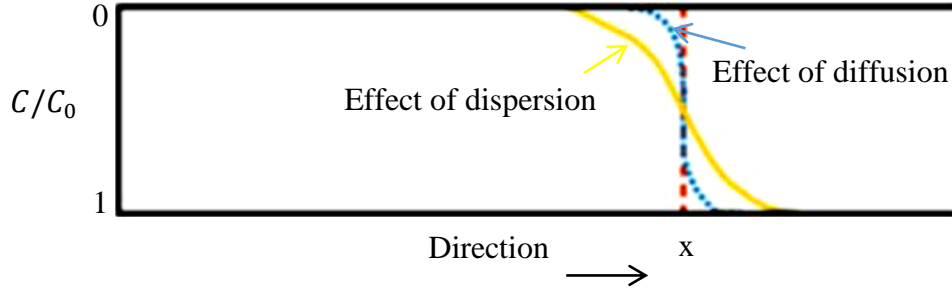 0
Effect of diffusion
Effect of dispersion
C/C₀
1
Direction
x